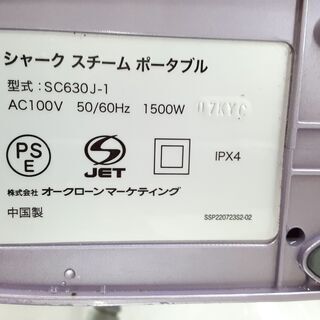 シャーク スチーム ポータブル
型式:SC630J-1
AC100V 50/60Hz 1500W 07KYC
PS
E
S
JET
IPX4
株式会社オークローンマーケティング
中国製
SSP220723S2-02